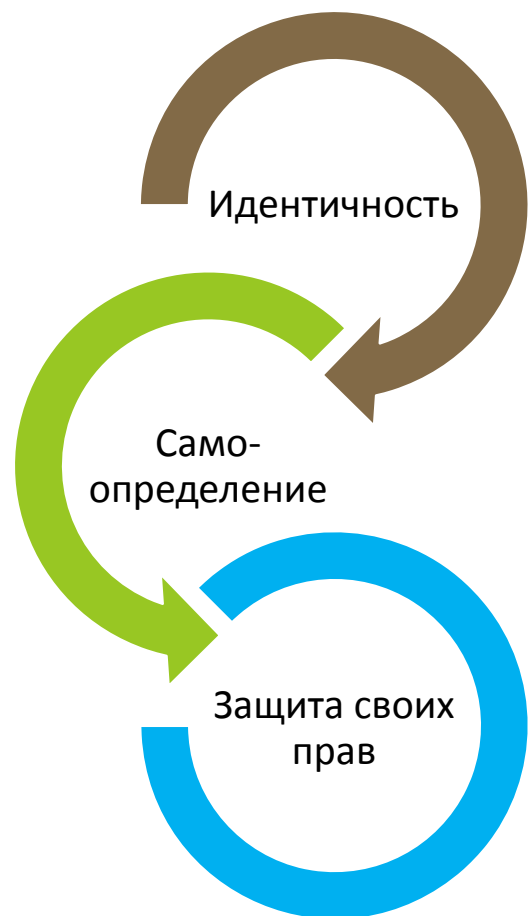 Идентичность
Само-
определение
Защита своих
прав